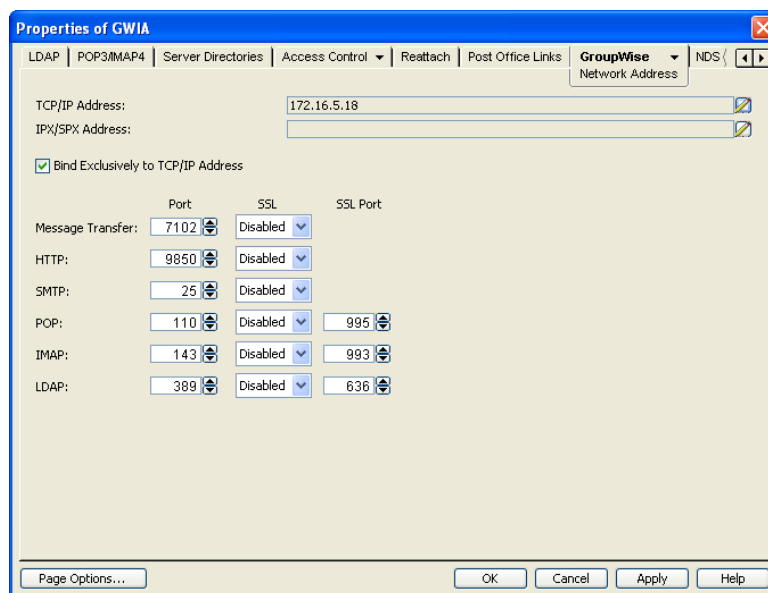 Properties of GWIA
LDAP POP3/IMAP4 Server Directories Access Control Reattach Post Office Links GroupWise NDS
Network Address
TCP/IP Address: 172.16.5.18
IPX/SPX Address:
Bind Exclusively to TCP/IP Address
Port SSL SSL Port
Message Transfer: 7102 Disabled
HTTP: 9850 Disabled
SMTP: 25 Disabled
POP: 110 Disabled 995
IMAP: 143 Disabled 993
LDAP: 389 Disabled 636
Page Options... OK Cancel Apply Help